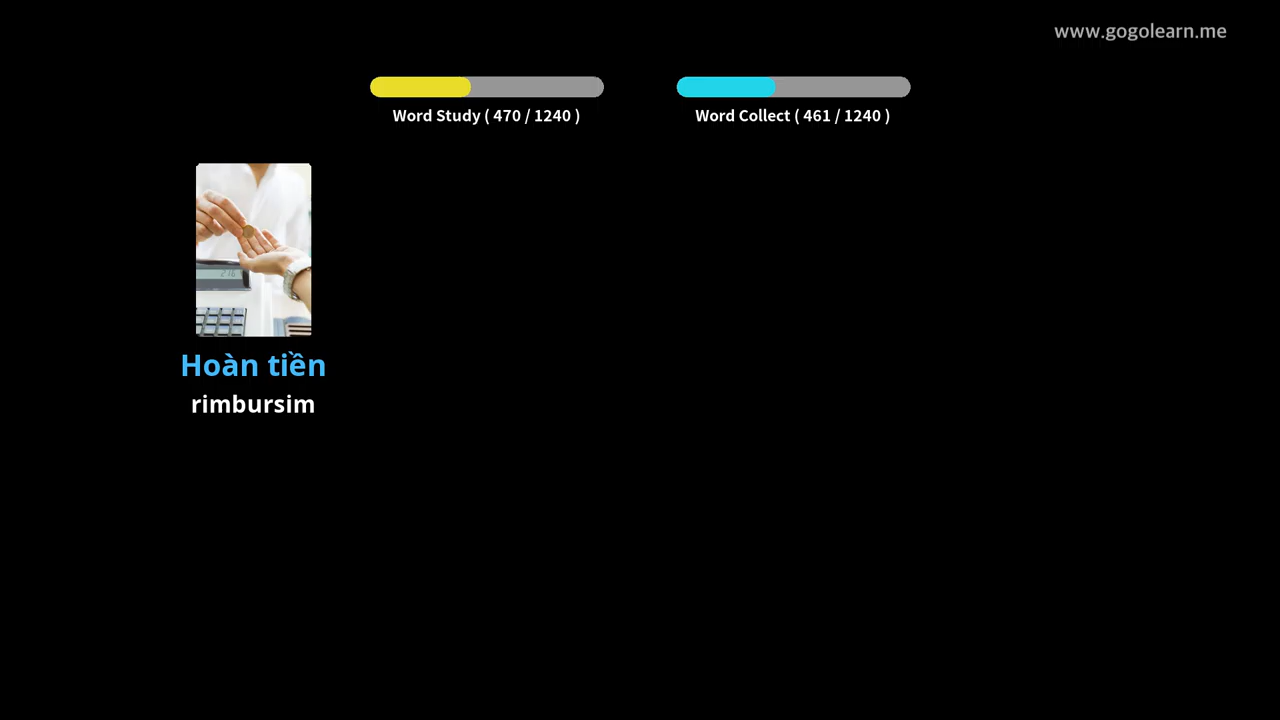 www.gogolearn.me
Word Study ( 470 / 1240 )
Word Collect ( 461 / 1240 )
Hoàn tiền
rimbursim